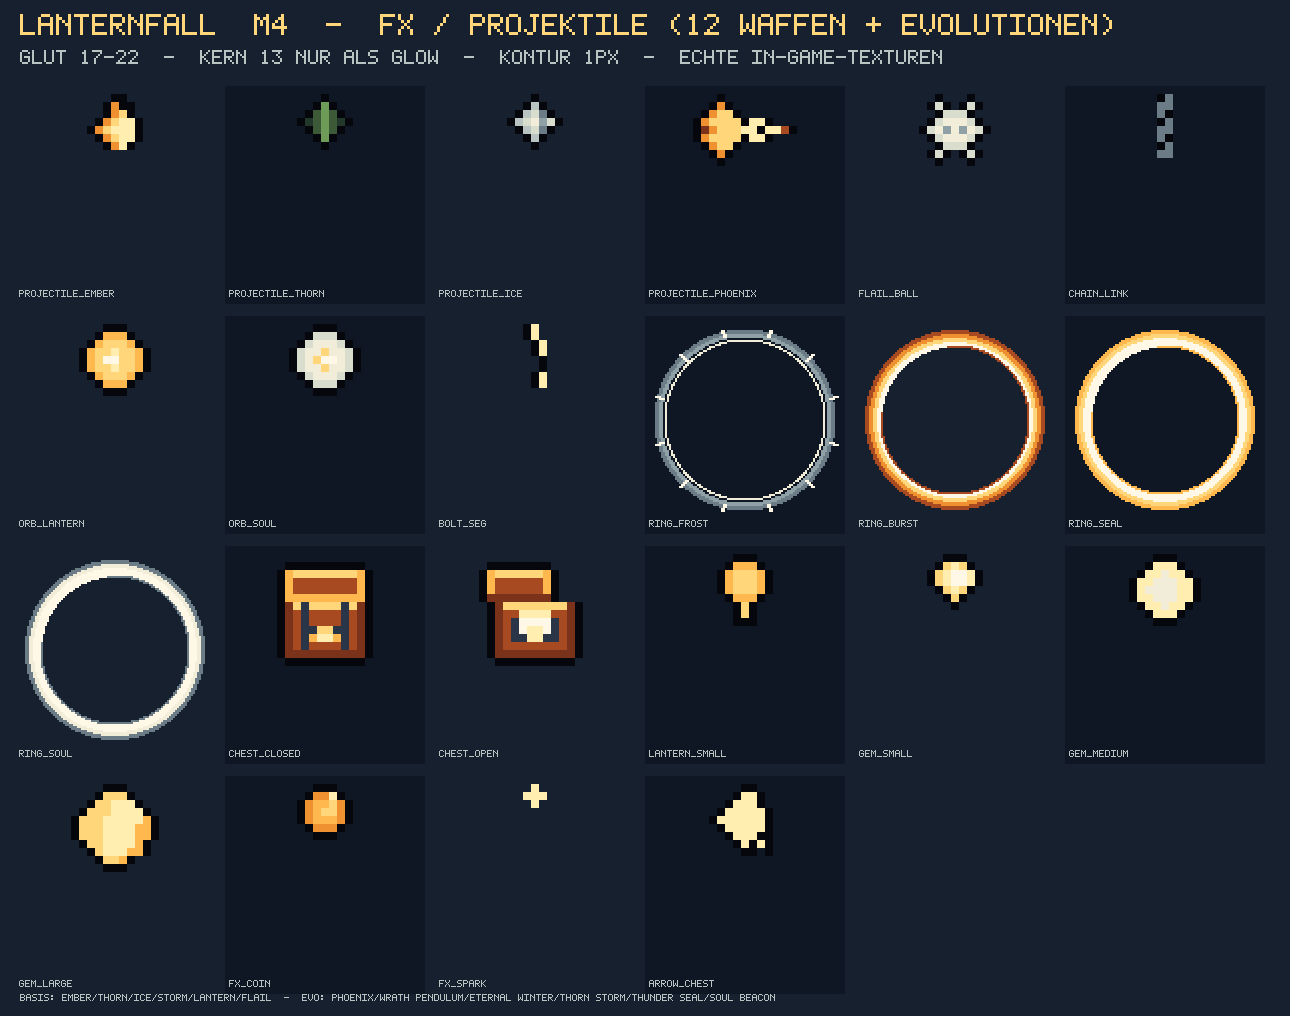 LANTERNFALL M4 – FX / PROJEKTILE (12 WAFFEN + EVOLUTIONEN)
GLUT 17-22 – KERN 13 NUR ALS GLOW – KONTUR 1PX – ECHTE IN-GAME-TEXTUREN
PROJECTILE_EMBER PROJECTILE_THORN PROJECTILE_ICE PROJECTILE_PHOENIX FLAIL_BALL CHAIN_LINK
ORB_LANTERN ORB_SOUL BOLT_SEG RING_FROST RING_BURST RING_SEAL
RING_SOUL CHEST_CLOSED CHEST_OPEN LANTERN_SMALL GEM_SMALL GEM_MEDIUM
GEM_LARGE FX_COIN FX_SPARK ARROW_CHEST
BASIS: EMBER/THORN/ICE/STORM/LANTERN/FLAIL – EVO: PHOENIX/WRATH PENDULUM/ETERNAL WINTER/THORN STORM/THUNDER SEAL/SOUL BEACON